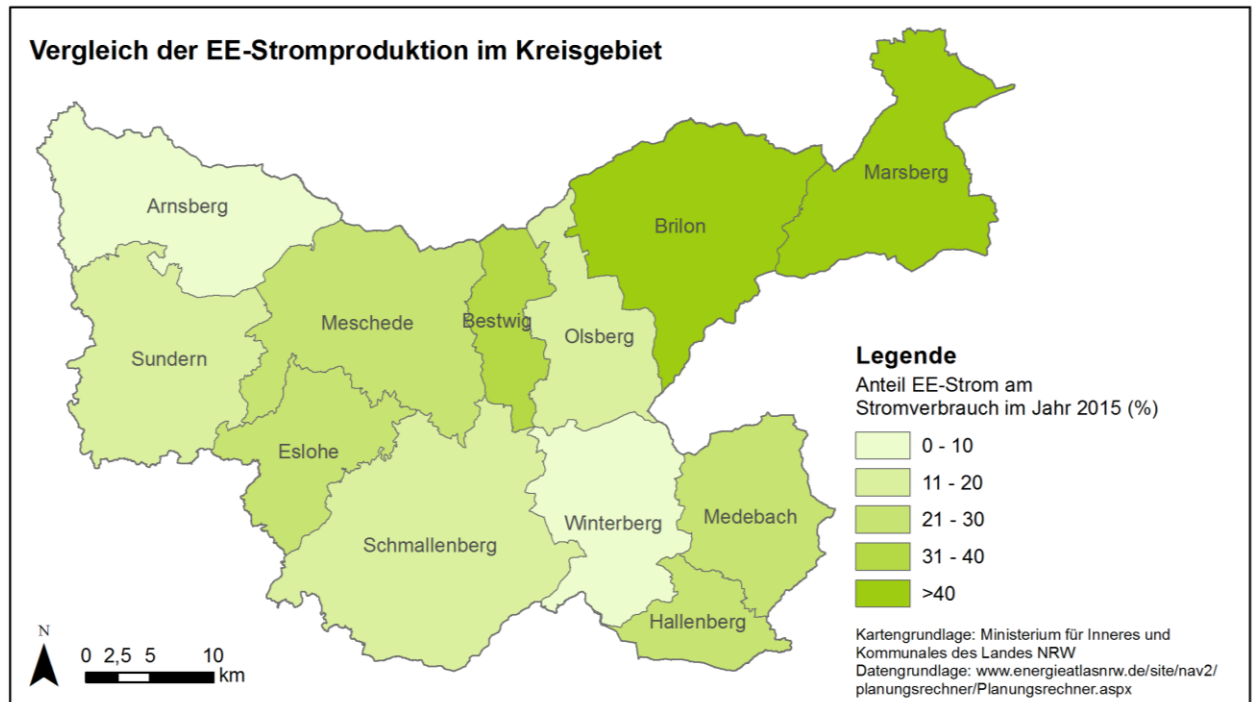 Vergleich der EE-Stromproduktion im Kreisgebiet
Marsberg
Arnsberg
Brilon
Meschede
Bestwig
Olsberg
Sundern
Eslohe
Schmallenberg
Winterberg
Medebach
Hallenberg
Legende
Anteil EE-Strom am
Stromverbrauch im Jahr 2015 (%)
0 - 10
11 - 20
21 - 30
31 - 40
>40
Kartengrundlage: Ministerium für Inneres und
Kommunales des Landes NRW
Datengrundlage: www.energieatlasnrw.de/site/nav2/
planungsrechner/Planungsrechner.aspx
N
0 2,5 5 10
km